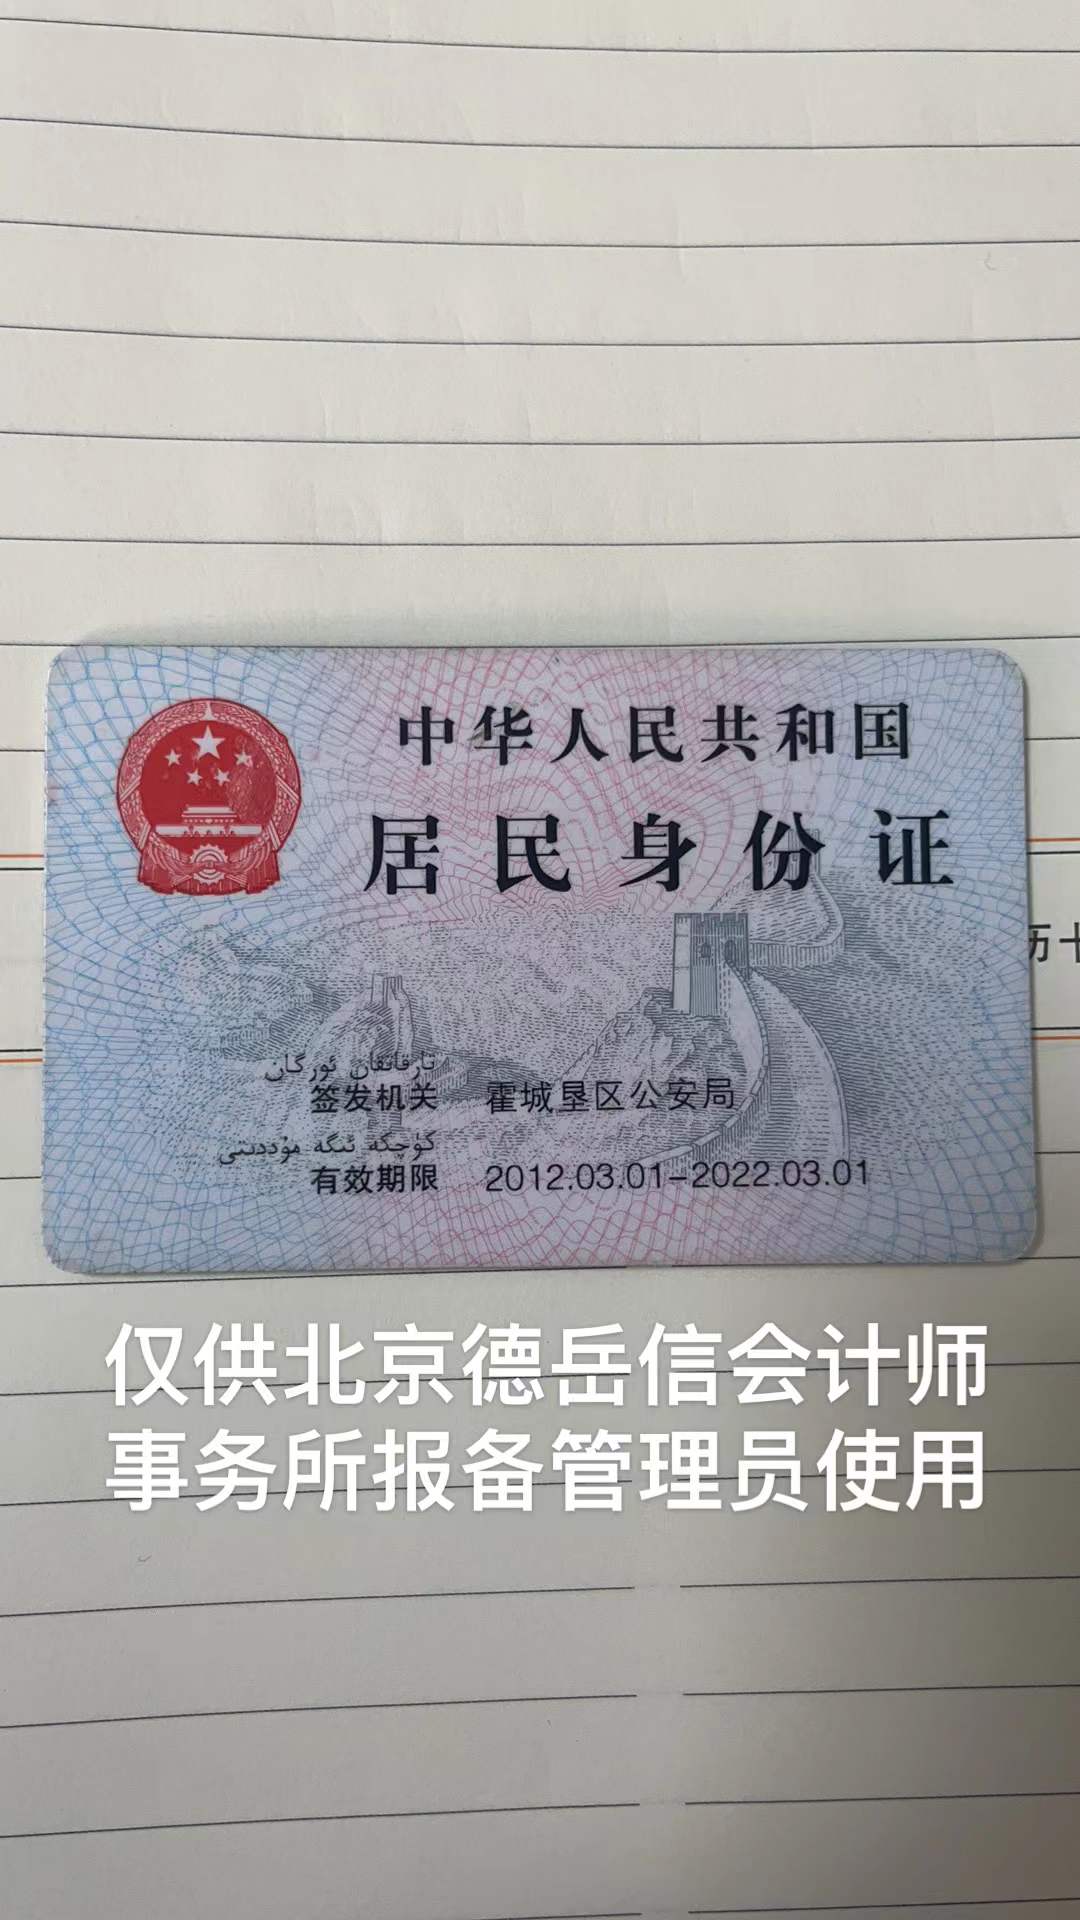 中华人民共和国
居民身份证
تارقاتقان ئورگان
签发机关 霍城垦区公安局
كۈچكە ئىگە مۇددىتى
有效期限 2012.03.01-2022.03.01
仅供北京德岳信会计师
事务所报备管理员使用